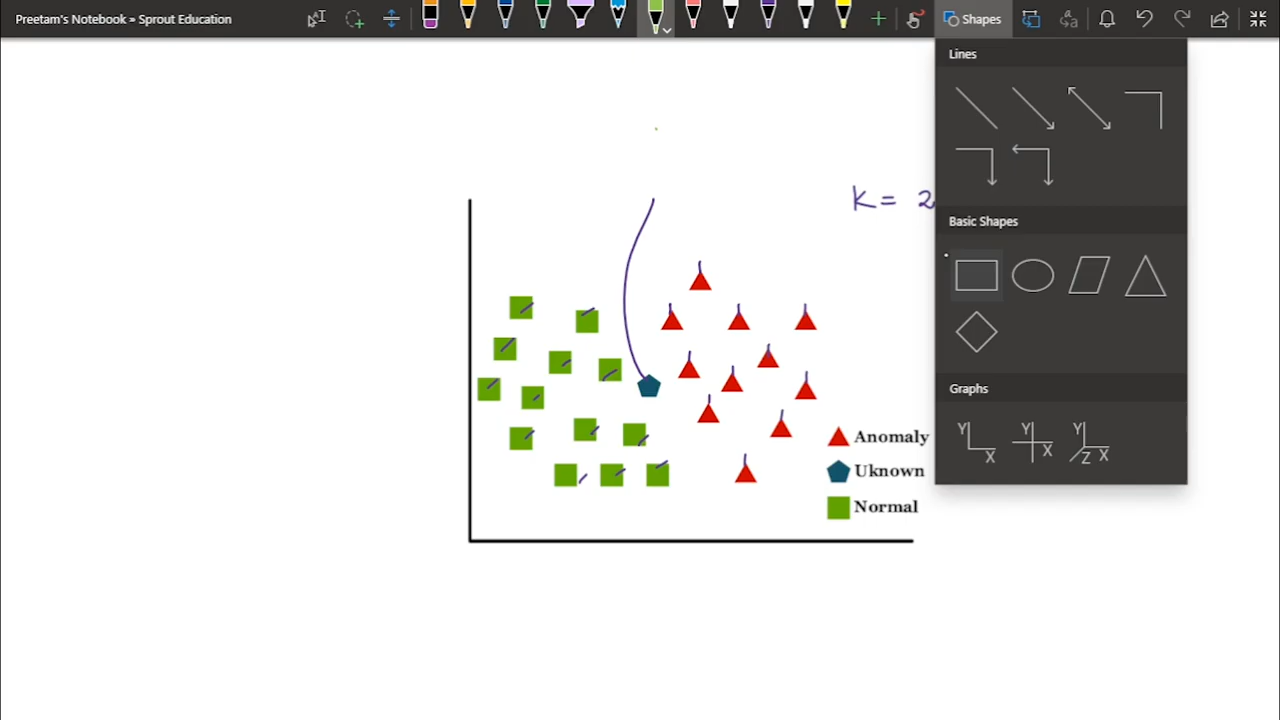 Preetam's Notebook » Sprout Education
Shapes
Lines
K = 2
Basic Shapes
Graphs
Y
X
Y
X
Y
Z X
Anomaly
Uknown
Normal